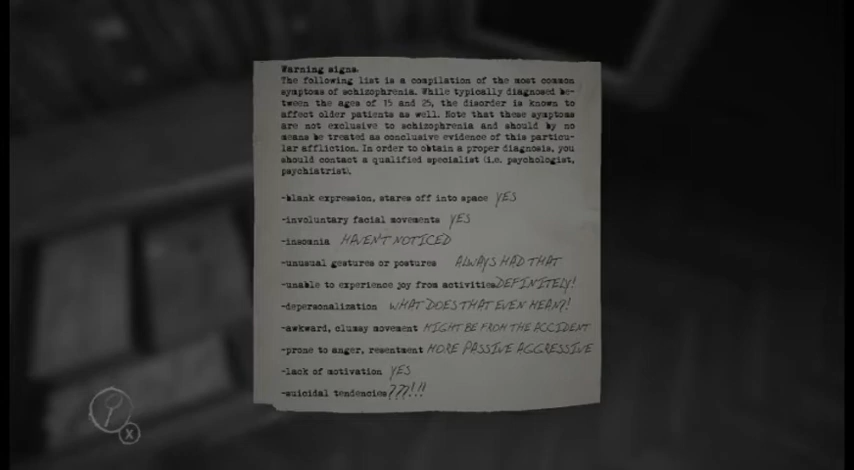 Warning signs.
The following list is a compilation of the most common
symptoms of schizophrenia. While typically diagnosed be-
tween the ages of 15 and 25, the disorder is known to
affect older patients as well. Note that these symptoms
are not exclusive to schizophrenia and should by no
means be treated as conclusive evidence of this particu-
lar affliction. In order to obtain a proper diagnosis, you
should contact a qualified specialist (i.e. psychologist,
psychiatrist).
-blank expression, stares off into space YES
-involuntary facial movements YES
-insomnia HAVEN'T NOTICED
-unusual gestures or postures ALWAYS HAD THAT
-unable to experience joy from activities DEFINITELY!
-depersonalization WHAT DOES THAT EVEN MEAN?!
-awkward, clumsy movement MIGHT BE FROM THE ACCIDENT
-prone to anger, resentment MORE PASSIVE AGGRESSIVE
-lack of motivation YES
-suicidal tendencies ???!!!
X